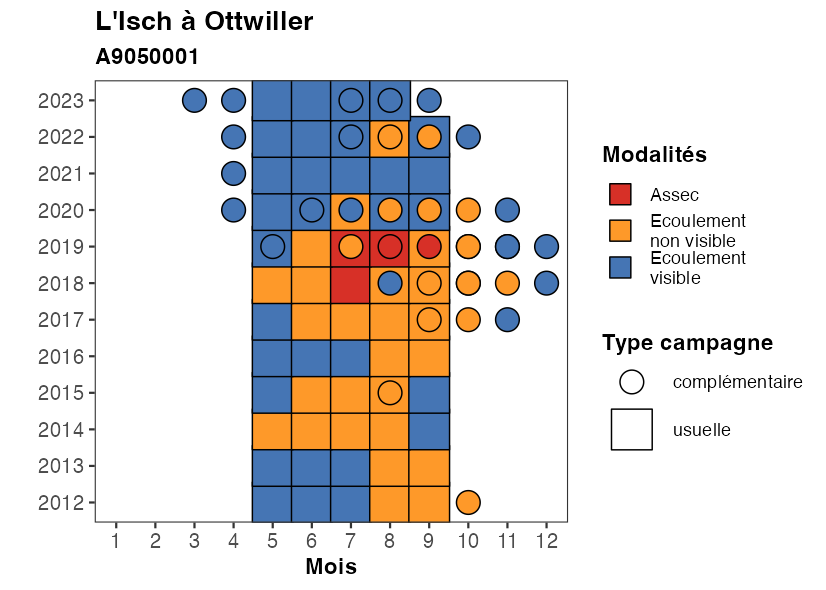 L'Isch à Ottwiller
A9050001
2023
2022
2021
2020
2019
2018
2017
2016
2015
2014
2013
2012
1 2 3 4 5 6 7 8 9 10 11 12
Mois
Modalités
Assec
Ecoulement
non visible
Ecoulement
visible
Type campagne
complémentaire
usuelle